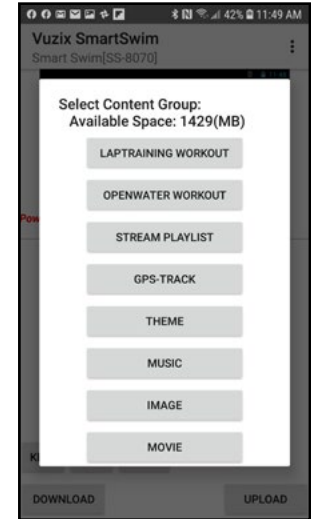 42% 11:49 AM
Vuzix SmartSwim
Smart Swim[SS-8070]
Select Content Group:
Available Space: 1429(MB)
LAPTRAINING WORKOUT
OPENWATER WORKOUT
STREAM PLAYLIST
Pow
GPS-TRACK
THEME
MUSIC
IMAGE
MOVIE
DOWNLOAD
UPLOAD